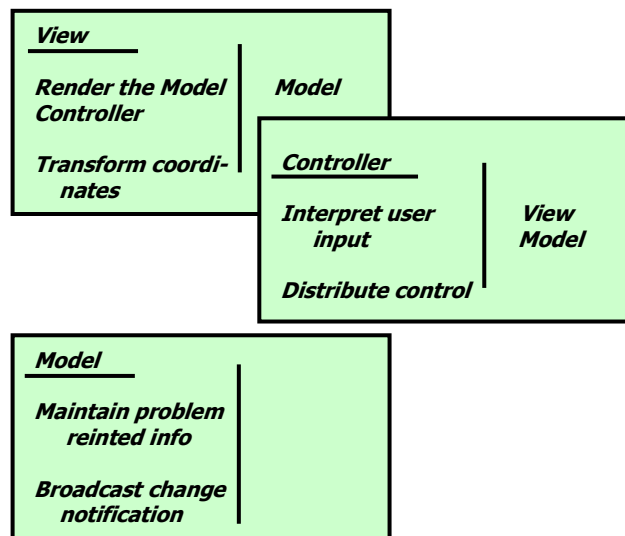 View
Render the Model
Controller
Transform coordi-
nates
Model
Controller
Interpret user
input
Distribute control
View
Model
Model
Maintain problem
reinted info
Broadcast change
notification